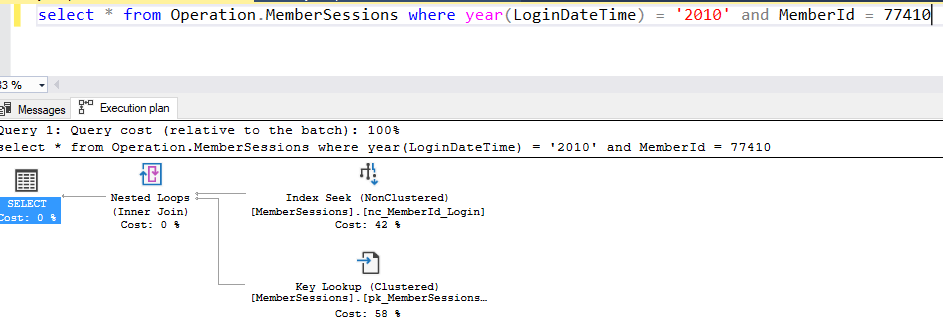 select * from Operation.MemberSessions where year(LoginDateTime) = '2010' and MemberId = 77410
33 %
Messages
Execution plan
Query 1: Query cost (relative to the batch): 100%
select * from Operation.MemberSessions where year(LoginDateTime) = '2010' and MemberId = 77410
SELECT
Cost: 0 %
Nested Loops
(Inner Join)
Cost: 0 %
Index Seek (NonClustered)
[MemberSessions].[nc_MemberId_Login]
Cost: 42 %
Key Lookup (Clustered)
[MemberSessions].[pk_MemberSessions…
Cost: 58 %